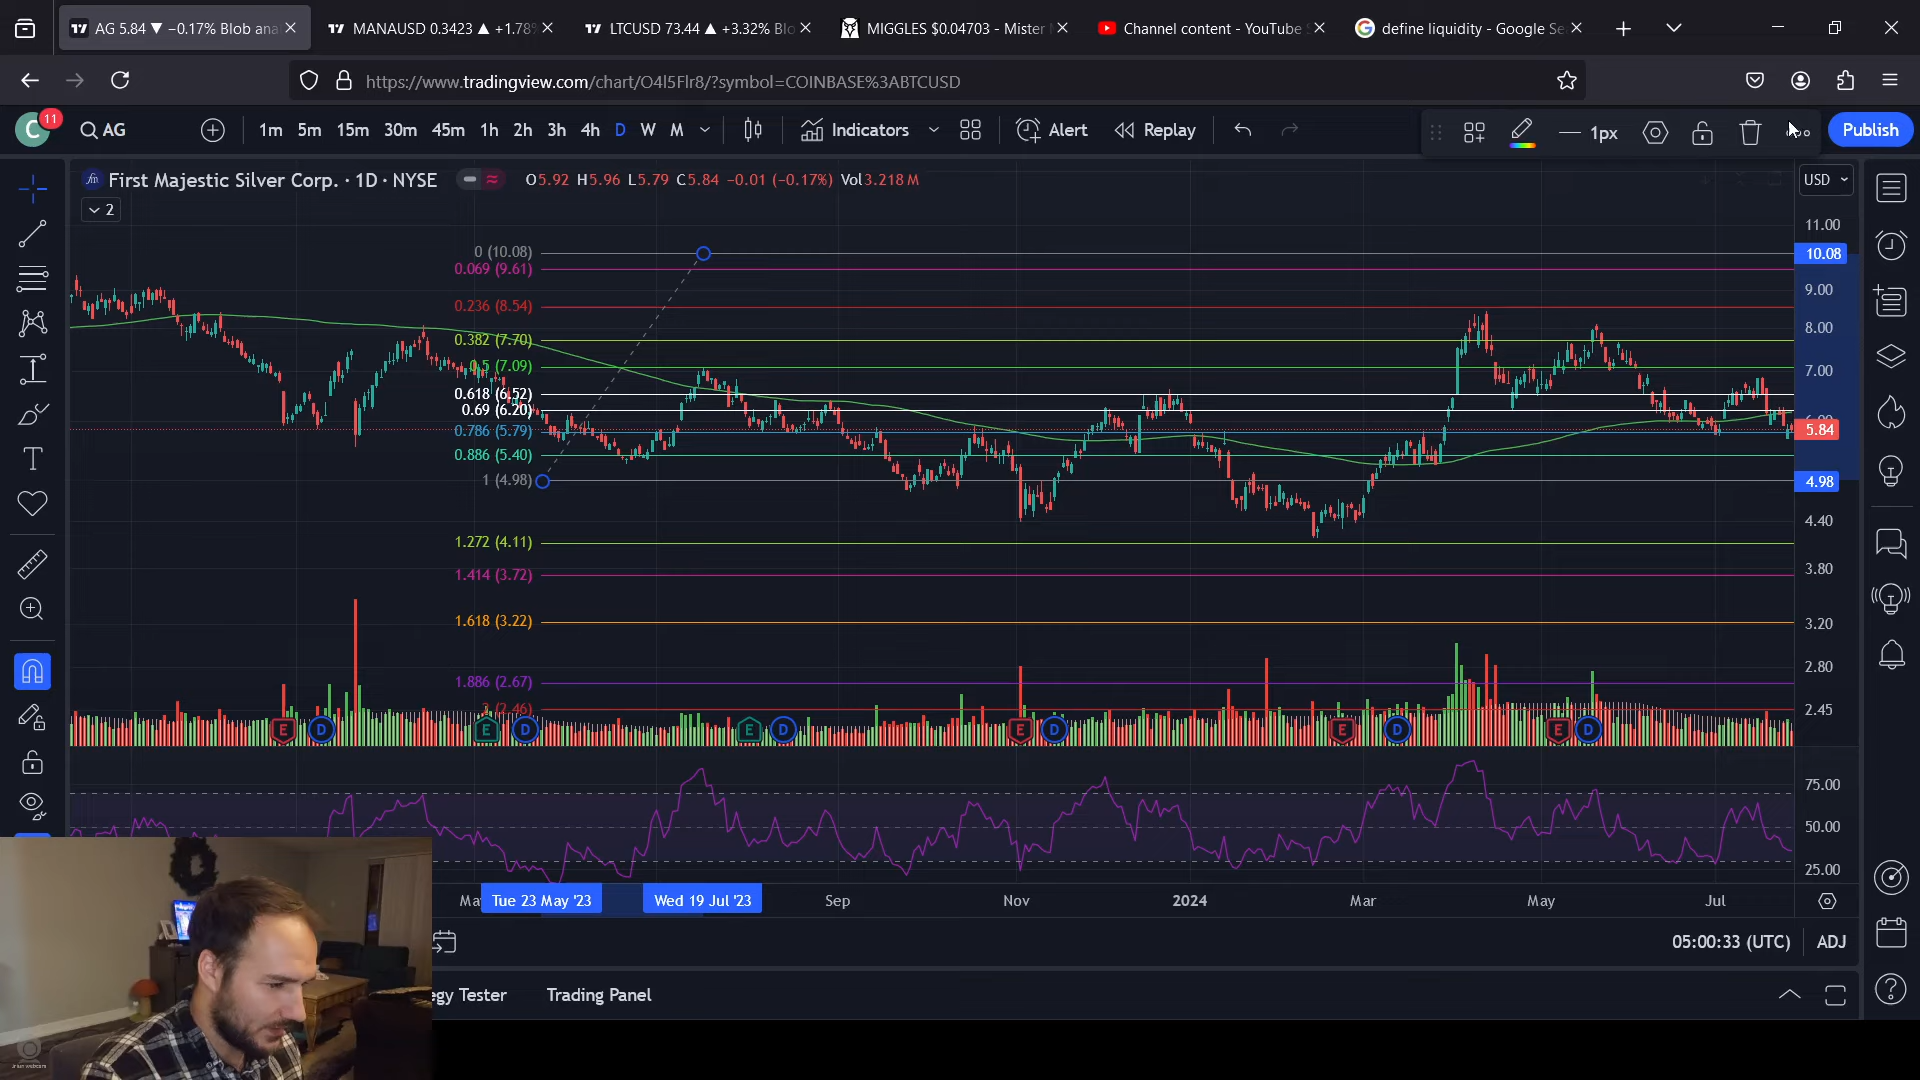 AG 5.84 ▼ −0.17% Blob ana
MANAUSD 0.3423 ▲ +1.78%
LTCUSD 73.44 ▲ +3.32% Blo
MIGGLES $0.04703 - Mister
Channel content - YouTube
define liquidity - Google Se
https://www.tradingview.com/chart/O4l5Flr8/?symbol=COINBASE%3ABTCUSD
C
11
AG
1m 5m 15m 30m 45m 1h 2h 3h 4h D W M
Indicators
Alert
Replay
1px
Publish
First Majestic Silver Corp. · 1D · NYSE
O5.92 H5.96 L5.79 C5.84 −0.01 (−0.17%) Vol3.218 M
USD
2
11.00
0 (10.08)
10.08
0.069 (9.61)
9.00
0.236 (8.54)
8.00
0.382 (7.70)
0.5 (7.09)
7.00
0.618 (6.52)
0.69 (6.20)
6.00
0.786 (5.79)
5.84
0.886 (5.40)
1 (4.98)
4.98
4.40
1.272 (4.11)
3.80
1.414 (3.72)
1.618 (3.22)
3.20
2.80
1.886 (2.67)
2 (2.46)
2.45
E D E D E D E D E D E D
75.00
50.00
25.00
Tue 23 May '23
Wed 19 Jul '23
Sep
Nov
2024
Mar
May
Jul
05:00:33 (UTC)
ADJ
egy Tester
Trading Panel